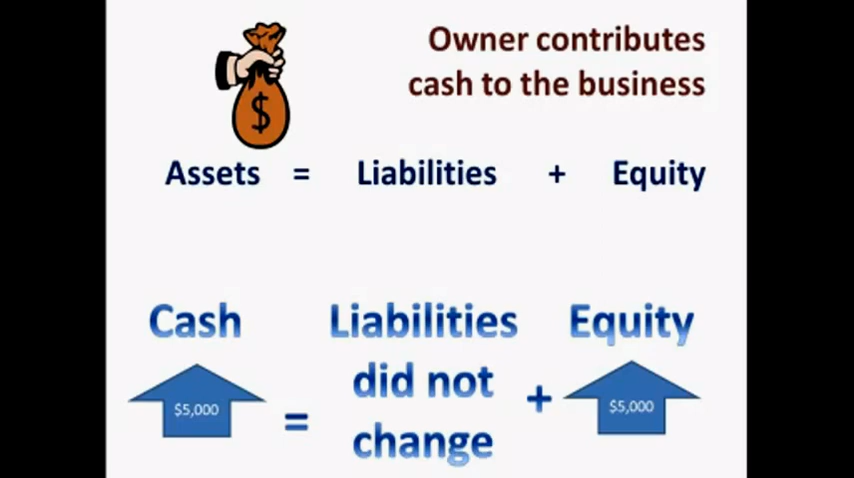 Owner contributes
cash to the business
$
Assets = Liabilities + Equity
Cash
Liabilities
did not
change
Equity
$5,000
=
+
$5,000